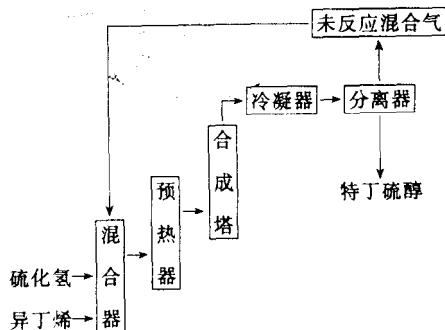 未反应混合气
冷凝器
分离器
合成塔
特丁硫醇
预热器
混合器
硫化氢
异丁烯